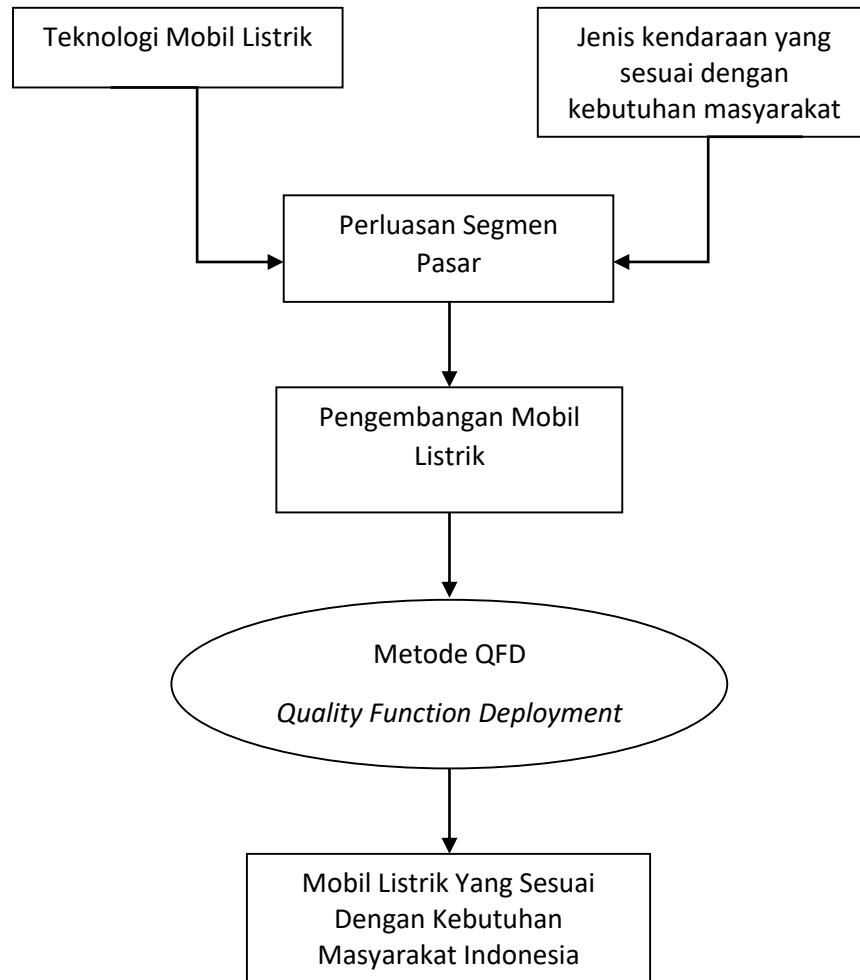 Teknologi Mobil Listrik
Jenis kendaraan yang
sesuai dengan
kebutuhan masyarakat
Perluasan Segmen
Pasar
Pengembangan Mobil
Listrik
Metode QFD
Quality Function Deployment
Mobil Listrik Yang Sesuai
Dengan Kebutuhan
Masyarakat Indonesia